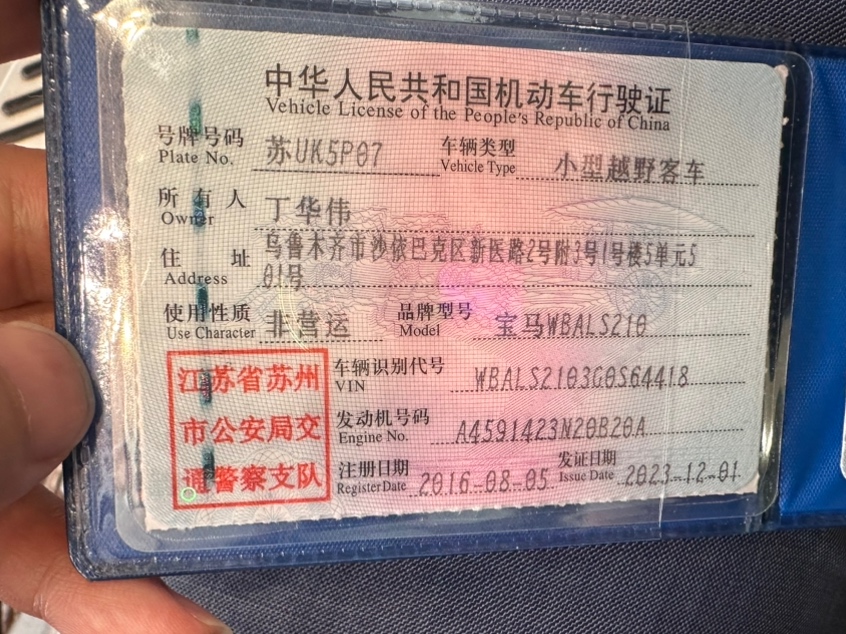 中华人民共和国机动车行驶证
Vehicle License of the People's Republic of China
号牌号码 苏UK5P07 车辆类型 小型越野客车
Plate No. Vehicle Type
所有人 丁华伟
Owner
住址 乌鲁木齐市沙依巴克区新医路2号附3号1号楼5单元5
Address 01号
使用性质 非营运 品牌型号 宝马WBALS210
Use Character Model
江苏省苏州 车辆识别代号 WBALS2103G0S64418
VIN
市公安局交 发动机号码 A4591423N20B20A
Engine No.
通警察支队 注册日期 2016-08-05 发证日期 2023-12-01
Register Date Issue Date